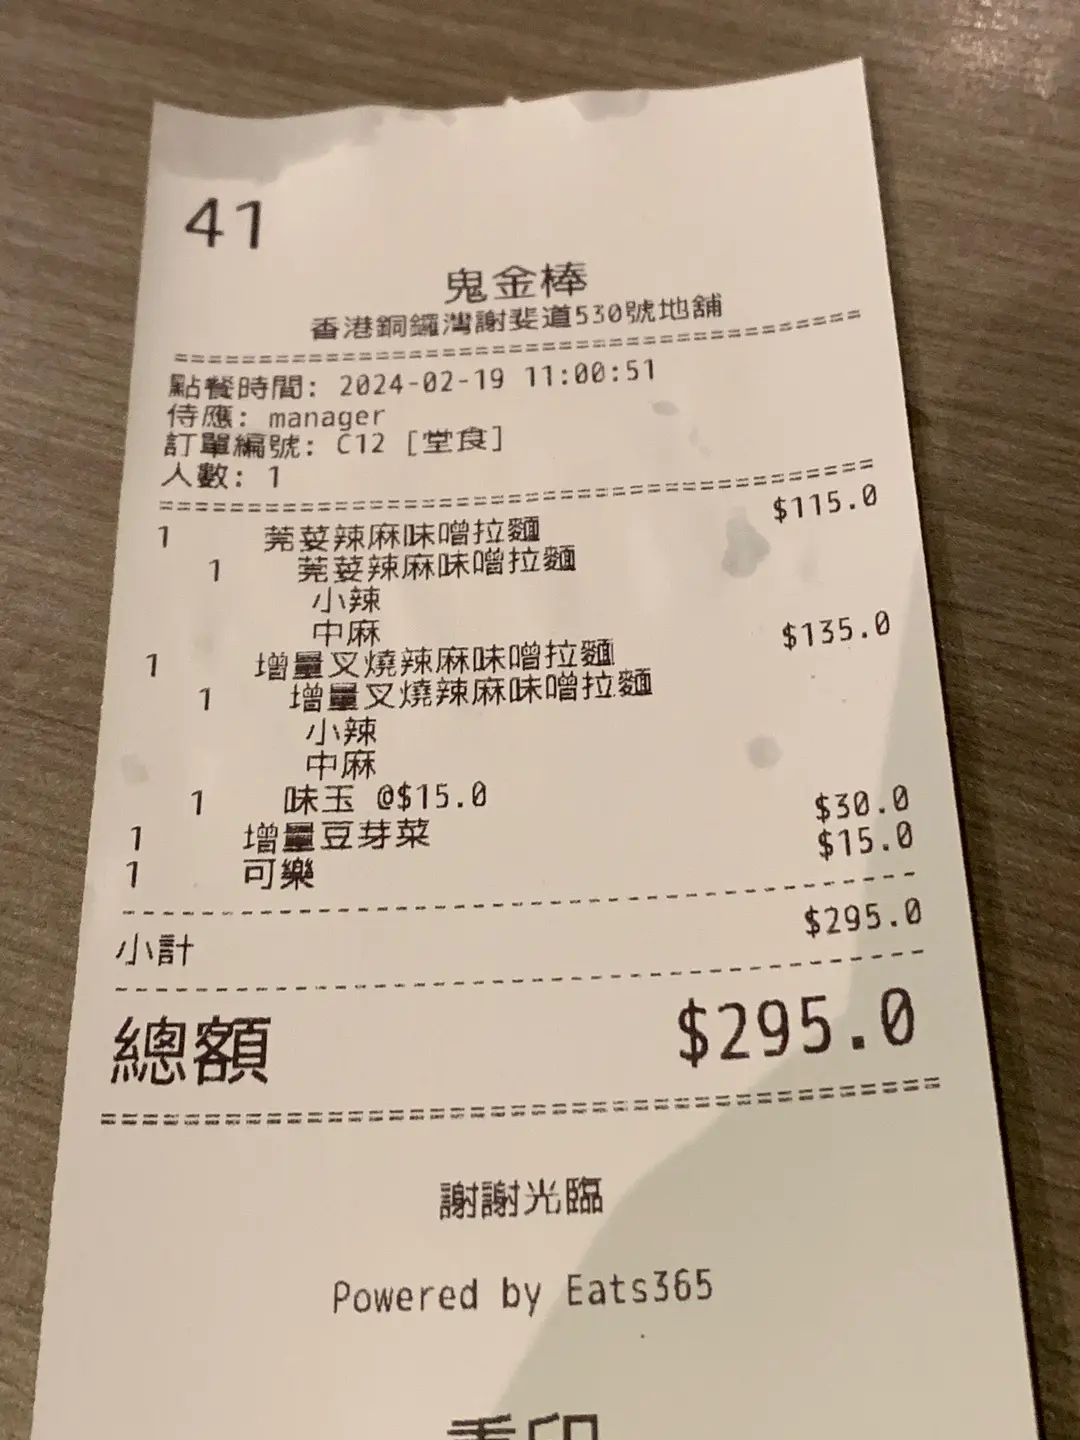 41
鬼金棒
香港銅鑼灣謝斐道530號地舖
點餐時間: 2024-02-19 11:00:51
侍應: manager
訂單編號: C12 [堂食]
人數: 1
1 芫荽辣麻味噌拉麵 $115.0
1 芫荽辣麻味噌拉麵
小辣
中麻
1 增量叉燒辣麻味噌拉麵 $135.0
1 增量叉燒辣麻味噌拉麵
小辣
中麻
1 味玉 @$15.0
1 增量豆芽菜 $30.0
1 可樂 $15.0
小計 $295.0
總額 $295.0
謝謝光臨
Powered by Eats365
重印